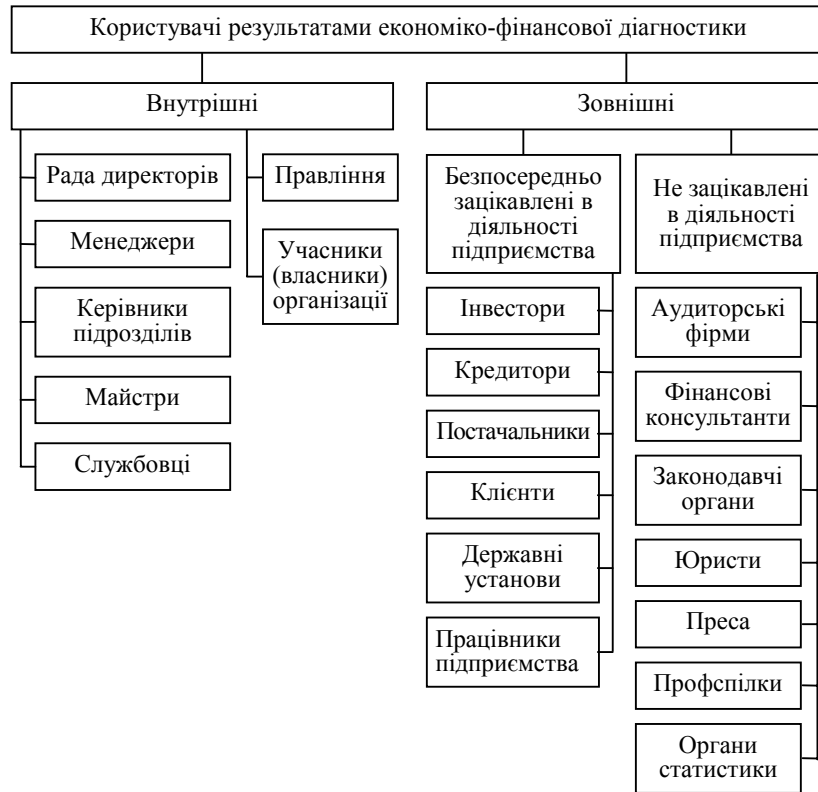 Користувачі результатами економіко-фінансової діагностики
Внутрішні
Рада директорів
Менеджери
Керівники
підрозділів
Майстри
Службовці
Правління
Учасники
(власники)
організації
Зовнішні
Безпосередньо
зацікавлені в
діяльності
підприємства
Інвестори
Кредитори
Постачальники
Клієнти
Державні
установи
Працівники
підприємства
Не зацікавлені
в діяльності
підприємства
Аудиторські
фірми
Фінансові
консультанти
Законодавчі
органи
Юристи
Преса
Профспілки
Органи
статистики